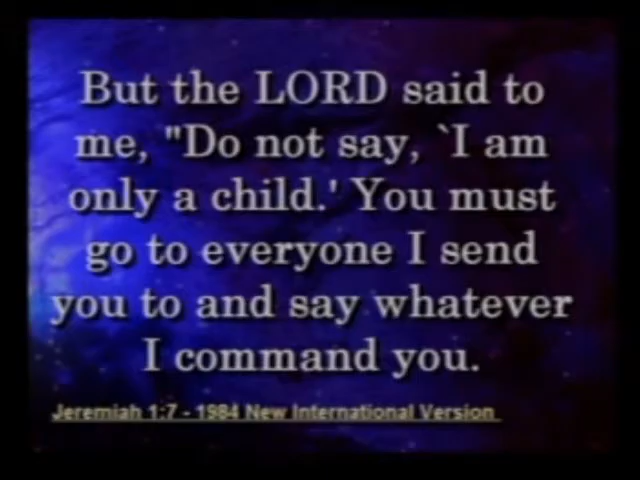 But the LORD said to
me, "Do not say, `I am
only a child.' You must
go to everyone I send
you to and say whatever
I command you.
Jeremiah 1:7 - 1984 New International Version